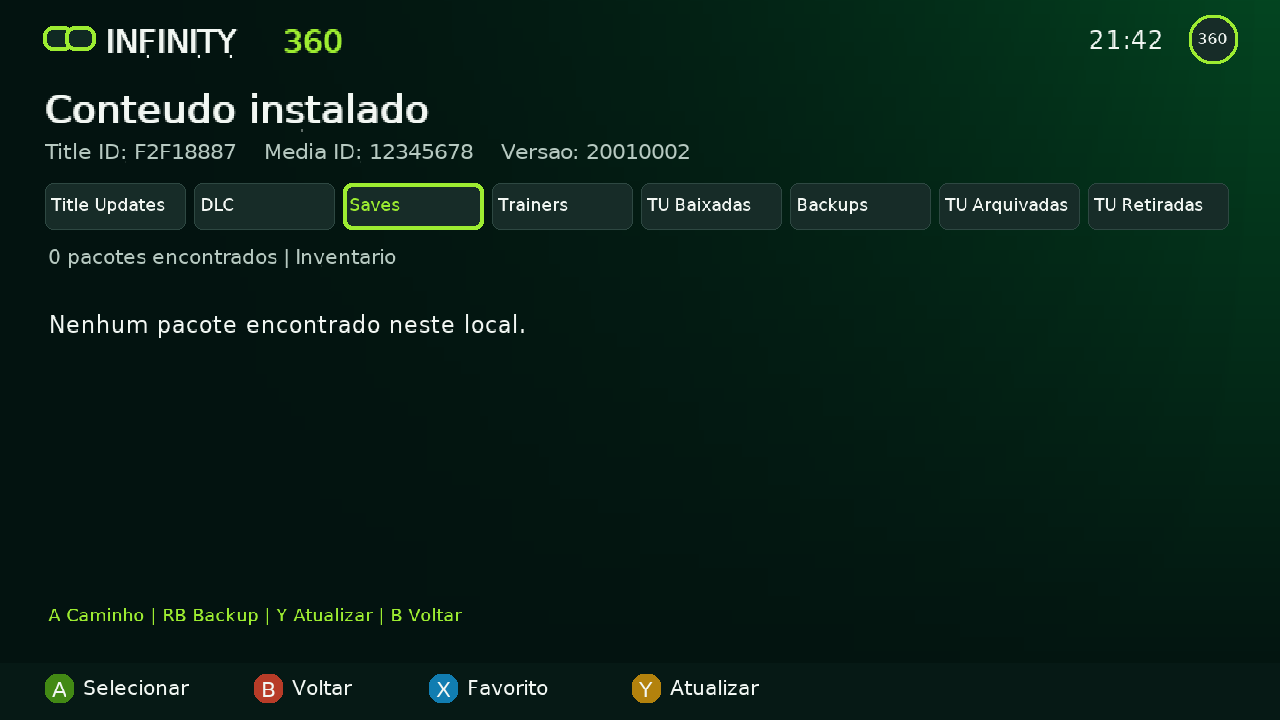 INFINITY 360 21:42 360
Conteudo instalado
Title ID: F2F18887 Media ID: 12345678 Versao: 20010002
Title Updates DLC Saves Trainers TU Baixadas Backups TU Arquivadas TU Retiradas
0 pacotes encontrados | Inventario
Nenhum pacote encontrado neste local.
A Caminho | RB Backup | Y Atualizar | B Voltar
A Selecionar B Voltar X Favorito Y Atualizar